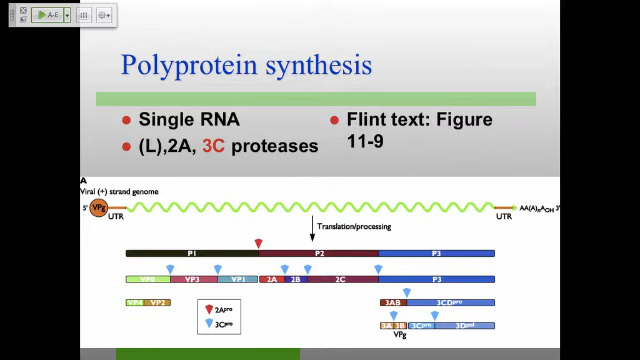 A-E
Polyprotein synthesis
Single RNA
(L),2A, 3C proteases
Flint text: Figure
11-9
A
Viral (+) strand genome
5' VPg UTR UTR AA(A)nAOH 3'
Translation/processing
P1 P2 P3
VP0 VP3 VP1 2A 2B 2C P3
VP4 VP2 3AB 3CDpro
2Apro
3Cpro
3A 3B 3Cpro 3Dpol
VPg